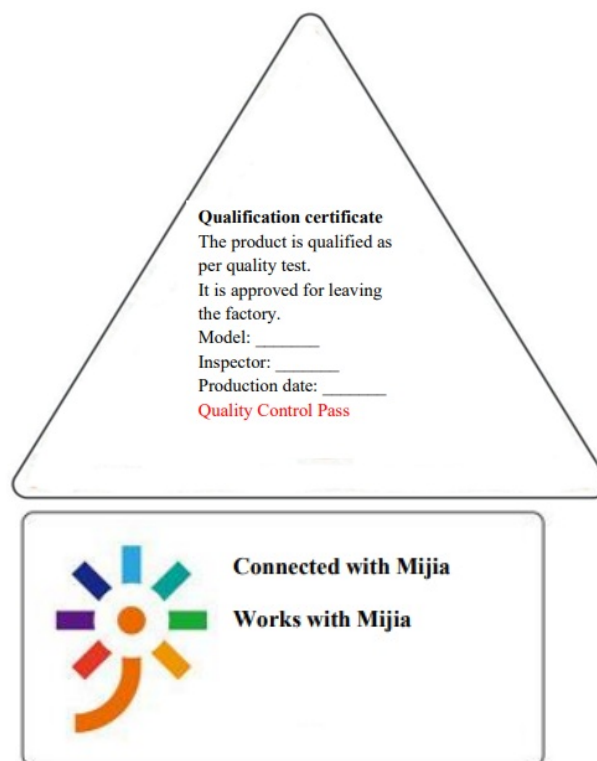 Qualification certificate
The product is qualified as
per quality test.
It is approved for leaving
the factory.
Model: _______
Inspector: _______
Production date: _______
Quality Control Pass
Connected with Mijia
Works with Mijia